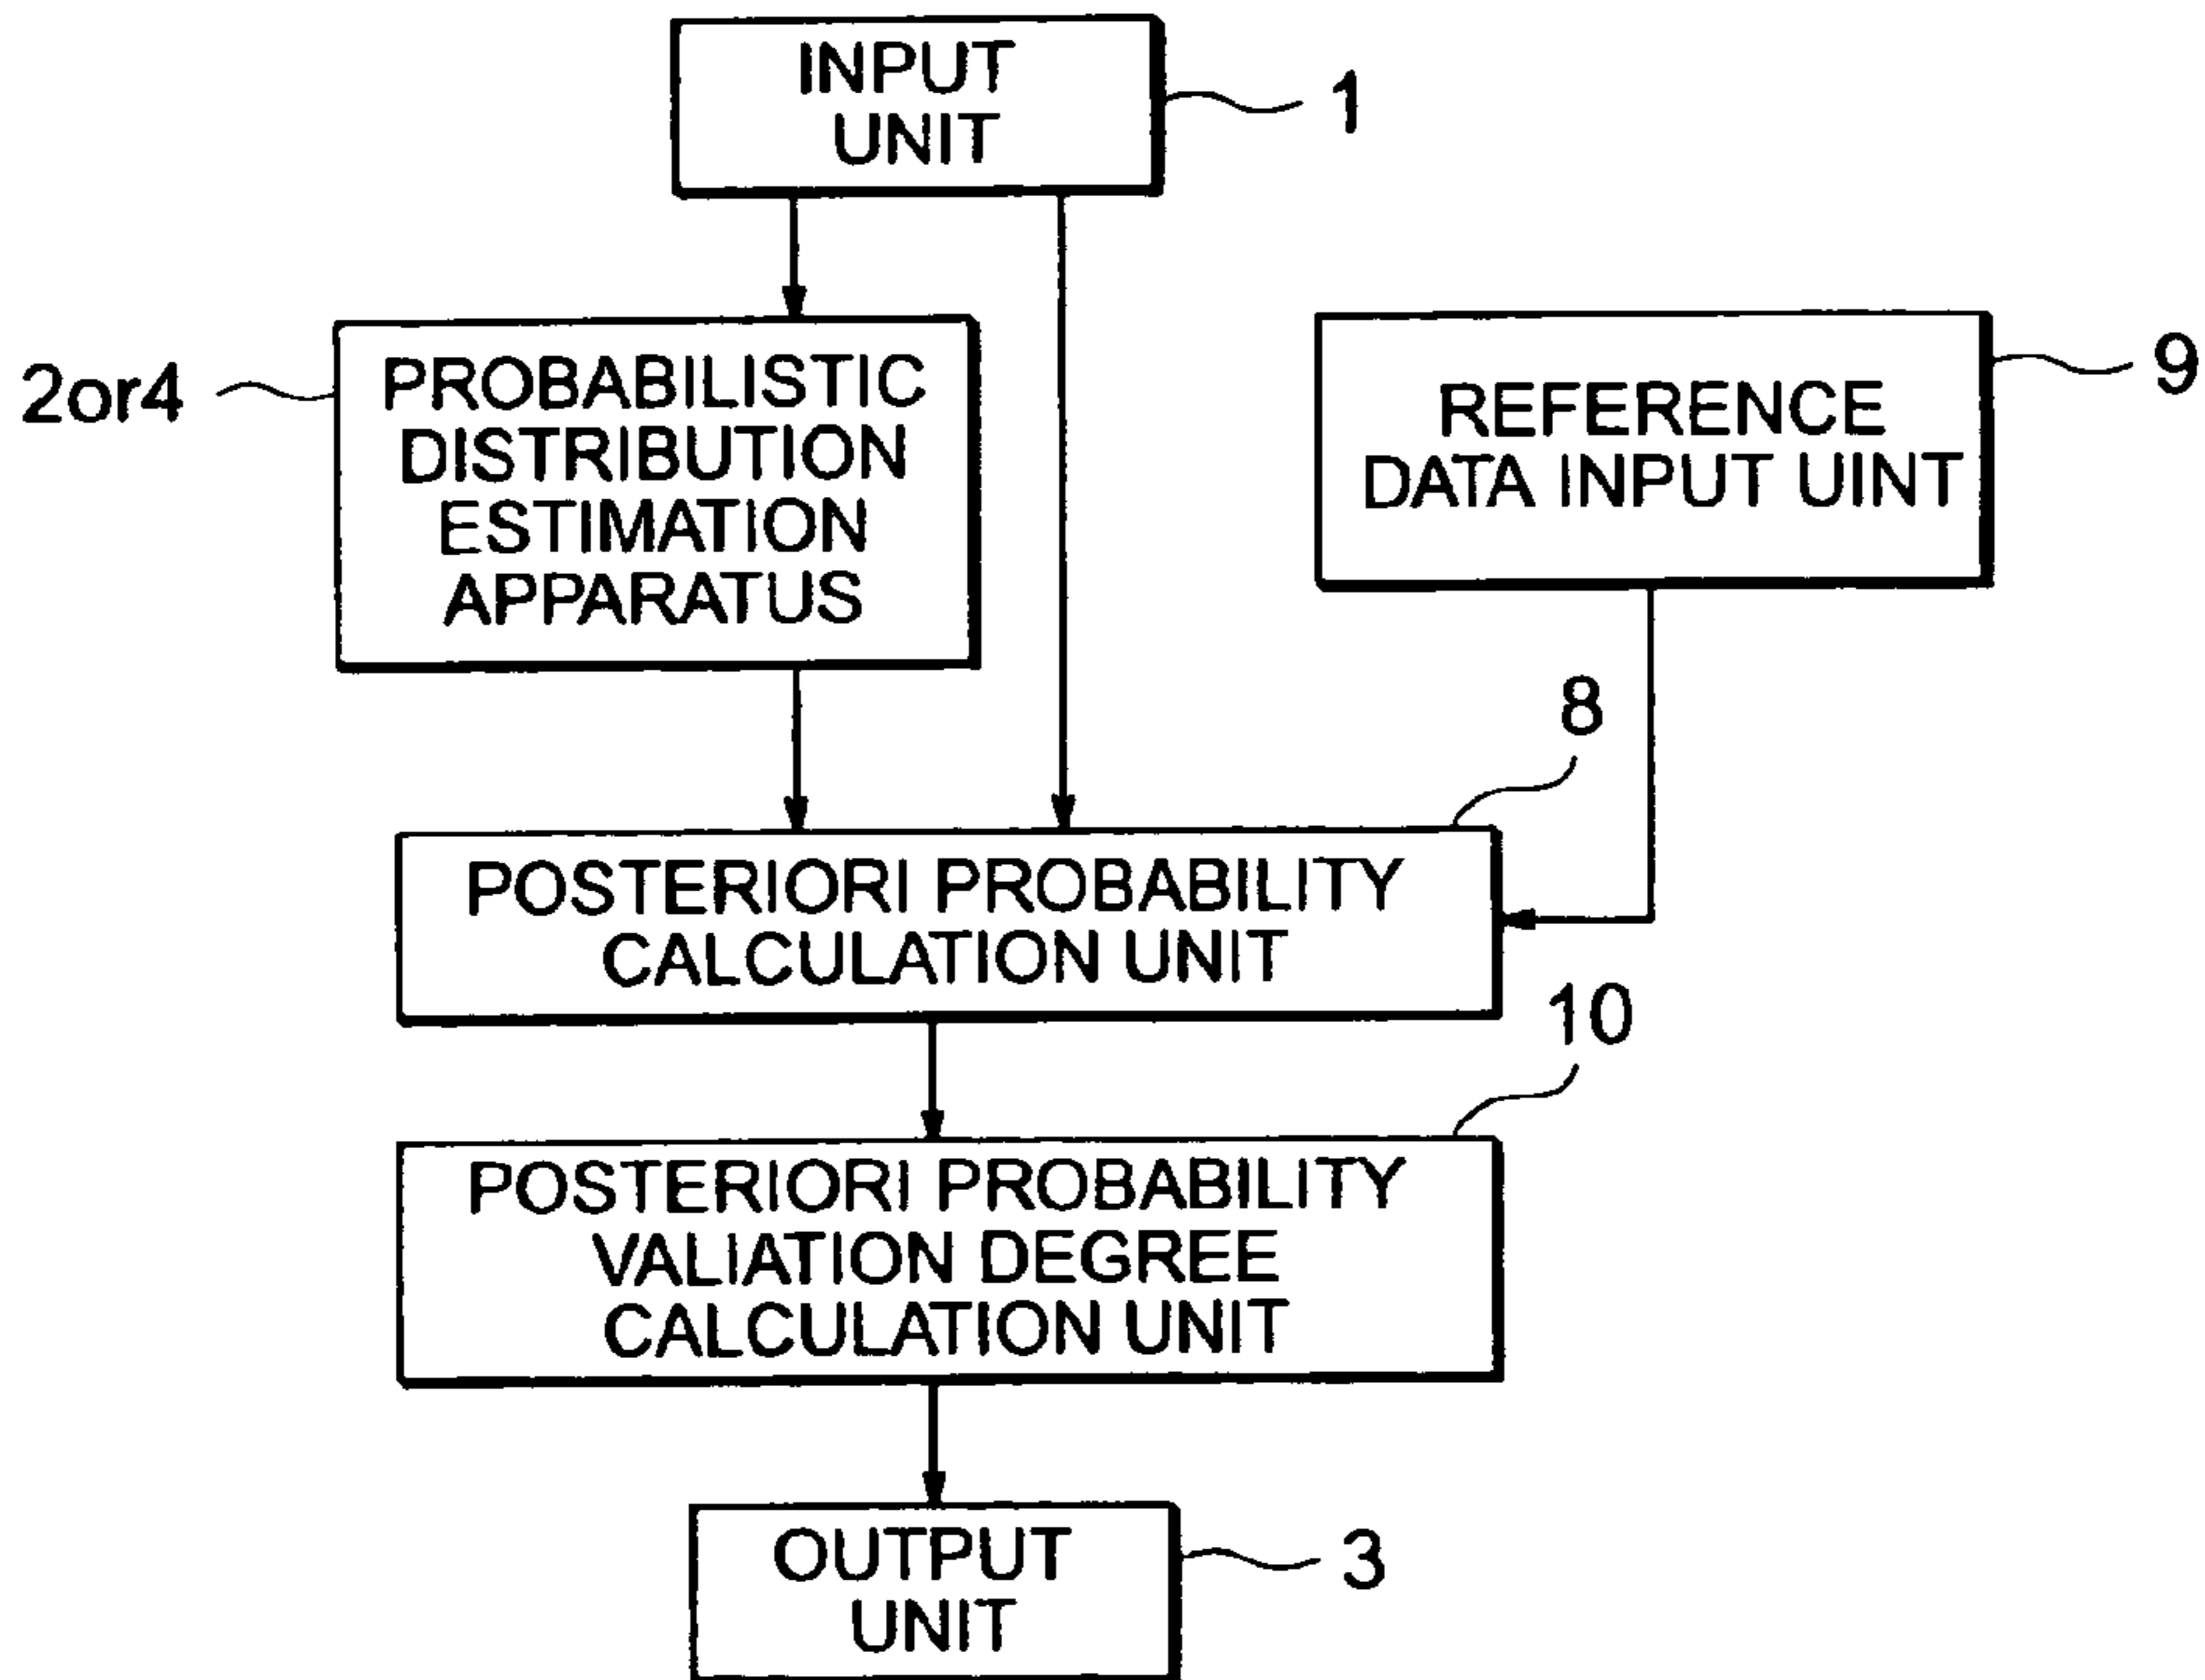 INPUT
UNIT
1
2or4
PROBABILISTIC
DISTRIBUTION
ESTIMATION
APPARATUS
REFERENCE
DATA INPUT UINT
9
8
POSTERIORI PROBABILITY
CALCULATION UNIT
10
POSTERIORI PROBABILITY
VALIATION DEGREE
CALCULATION UNIT
OUTPUT
UNIT
3